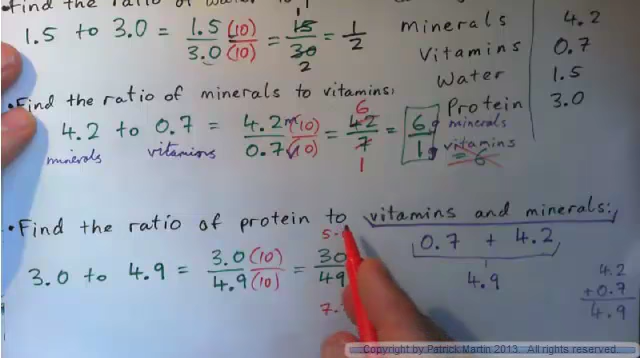 Find the ratio of water to
1.5 to 3.0 = 1.5 (10) / 3.0 (10) = 15 / 30 = 1/2
1
2
minerals 4.2
vitamins 0.7
water 1.5
protein 3.0
• Find the ratio of minerals to vitamins:
4.2 to 0.7 = 4.2 m (10) / 0.7 v (10) = 42 / 7 = 6 / 1
6
1
minerals vitamins
g minerals
g vitamins
= 6
• Find the ratio of protein to vitamins and minerals:
0.7 + 4.2
4.9
3.0 to 4.9 = 3.0 (10) / 4.9 (10) = 30 / 49
5.
7.
4.2
+0.7
4.9
Copyright by Patrick Martin 2013. All rights reserved.